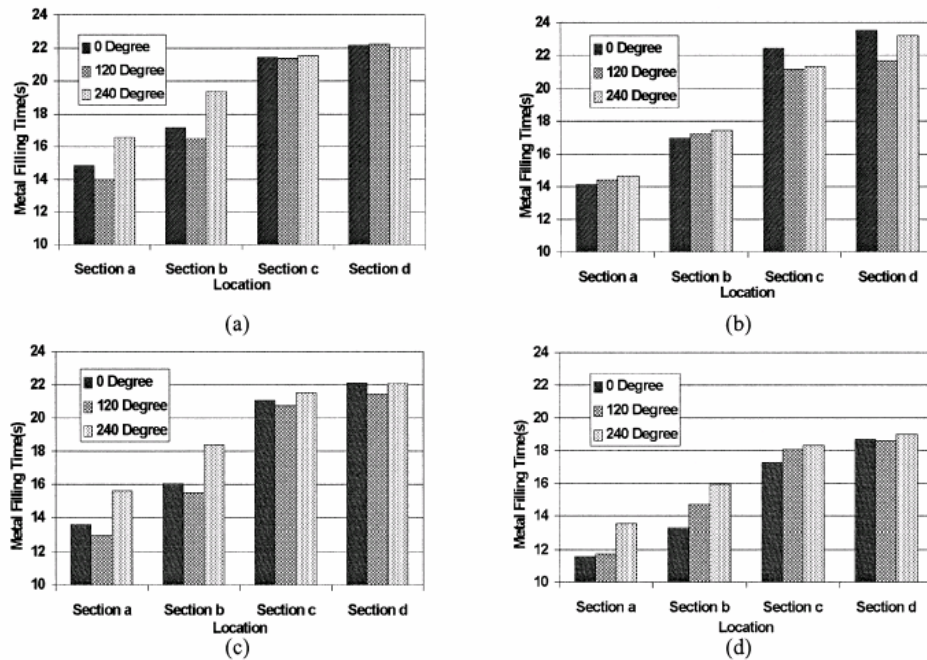 24
22
20
18
16
14
12
10
Metal Filling Time(s)
0 Degree
120 Degree
240 Degree
Section a Section b Section c Section d
Location
(a)
24
22
20
18
16
14
12
10
Metal Filling Time(s)
0 Degree
120 Degree
240 Degree
Section a Section b Section c Section d
Location
(b)
24
22
20
18
16
14
12
10
Metal Filling Time(s)
0 Degree
120 Degree
240 Degree
Section a Section b Section c Section d
Location
(c)
24
22
20
18
16
14
12
10
Metal Filling Time(s)
0 Degree
120 Degree
240 Degree
Section a Section b Section c Section d
Location
(d)